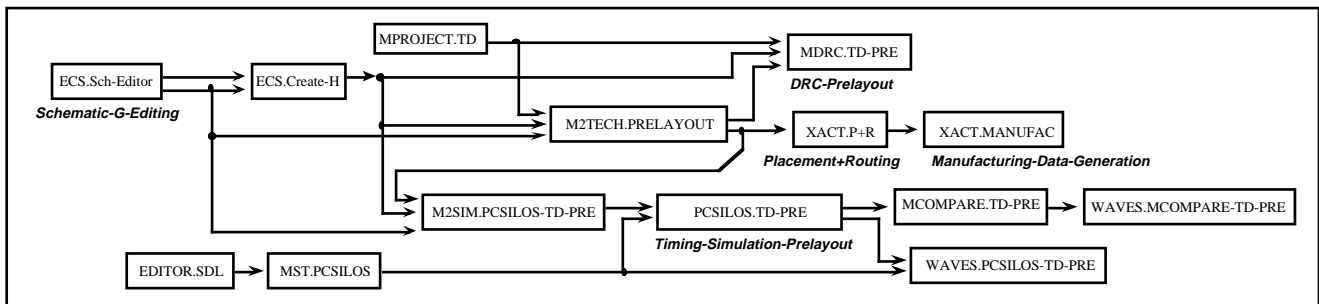 MPROJECT.TD
MDRC.TD-PRE
DRC-Prelayout
ECS.Sch-Editor
Schematic-G-Editing
ECS.Create-H
M2TECH.PRELAYOUT
XACT.P+R
Placement+Routing
XACT.MANUFAC
Manufacturing-Data-Generation
M2SIM.PCSILOS-TD-PRE
PCSILOS.TD-PRE
Timing-Simulation-Prelayout
MCOMPARE.TD-PRE
WAVES.MCOMPARE-TD-PRE
EDITOR.SDL
MST.PCSILOS
WAVES.PCSILOS-TD-PRE